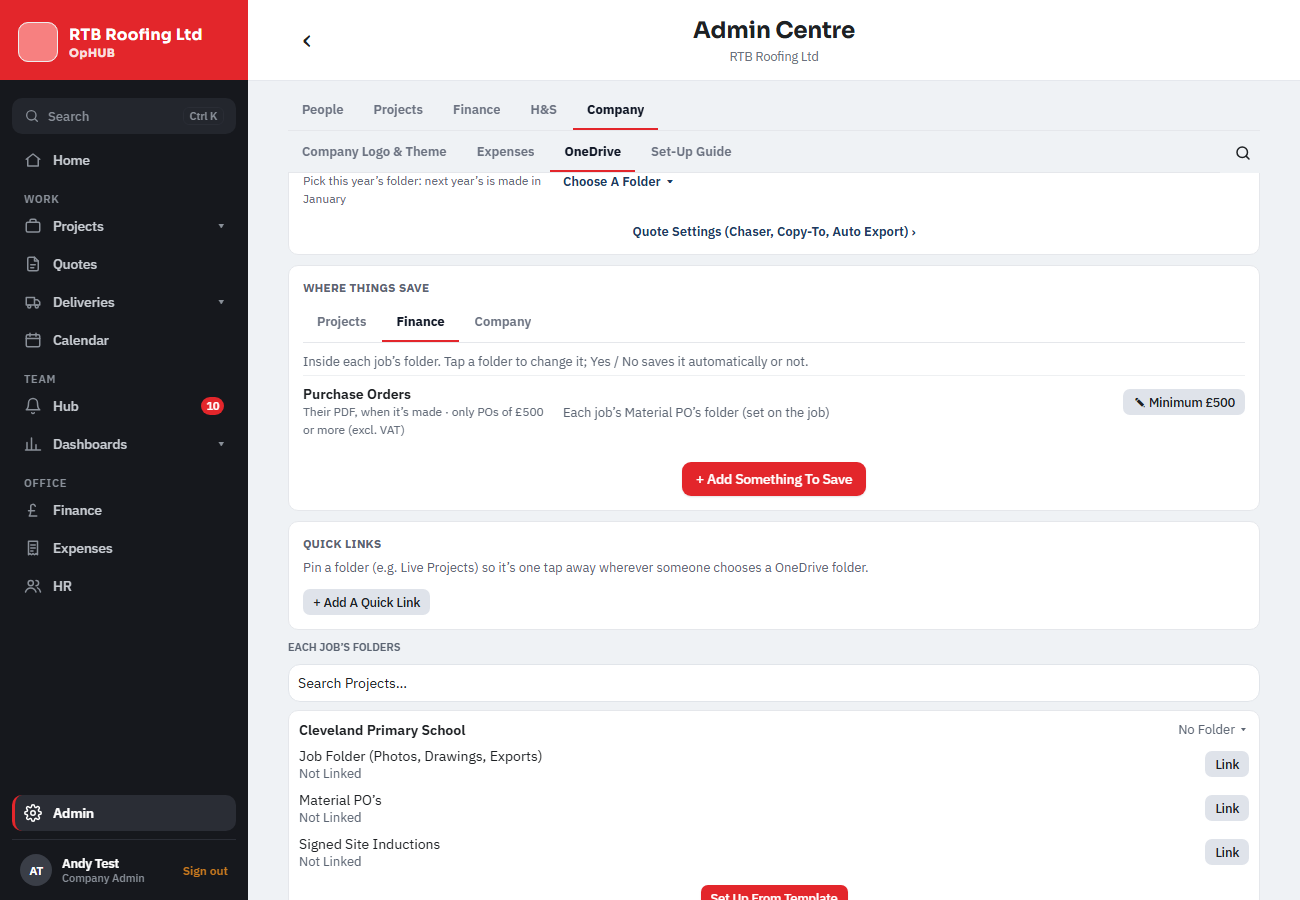 RTB Roofing Ltd
OpHUB
Search
Ctrl K
Home
WORK
Projects
Quotes
Deliveries
Calendar
TEAM
Hub
10
Dashboards
OFFICE
Finance
Expenses
HR
Admin
AT
Andy Test
Company Admin
Sign out
Admin Centre
RTB Roofing Ltd
People
Projects
Finance
H&S
Company
Company Logo & Theme
Expenses
OneDrive
Set-Up Guide
Pick this year's folder: next year's is made in
January
Choose A Folder
Quote Settings (Chaser, Copy-To, Auto Export) ›
WHERE THINGS SAVE
Projects
Finance
Company
Inside each job's folder. Tap a folder to change it; Yes / No saves it automatically or not.
Purchase Orders
Their PDF, when it's made · only POs of £500
or more (excl. VAT)
Each job's Material PO's folder (set on the job)
Minimum £500
+ Add Something To Save
QUICK LINKS
Pin a folder (e.g. Live Projects) so it's one tap away wherever someone chooses a OneDrive folder.
+ Add A Quick Link
EACH JOB'S FOLDERS
Search Projects...
Cleveland Primary School
No Folder
Job Folder (Photos, Drawings, Exports)
Not Linked
Link
Material PO's
Not Linked
Link
Signed Site Inductions
Not Linked
Link
Set Up From Template